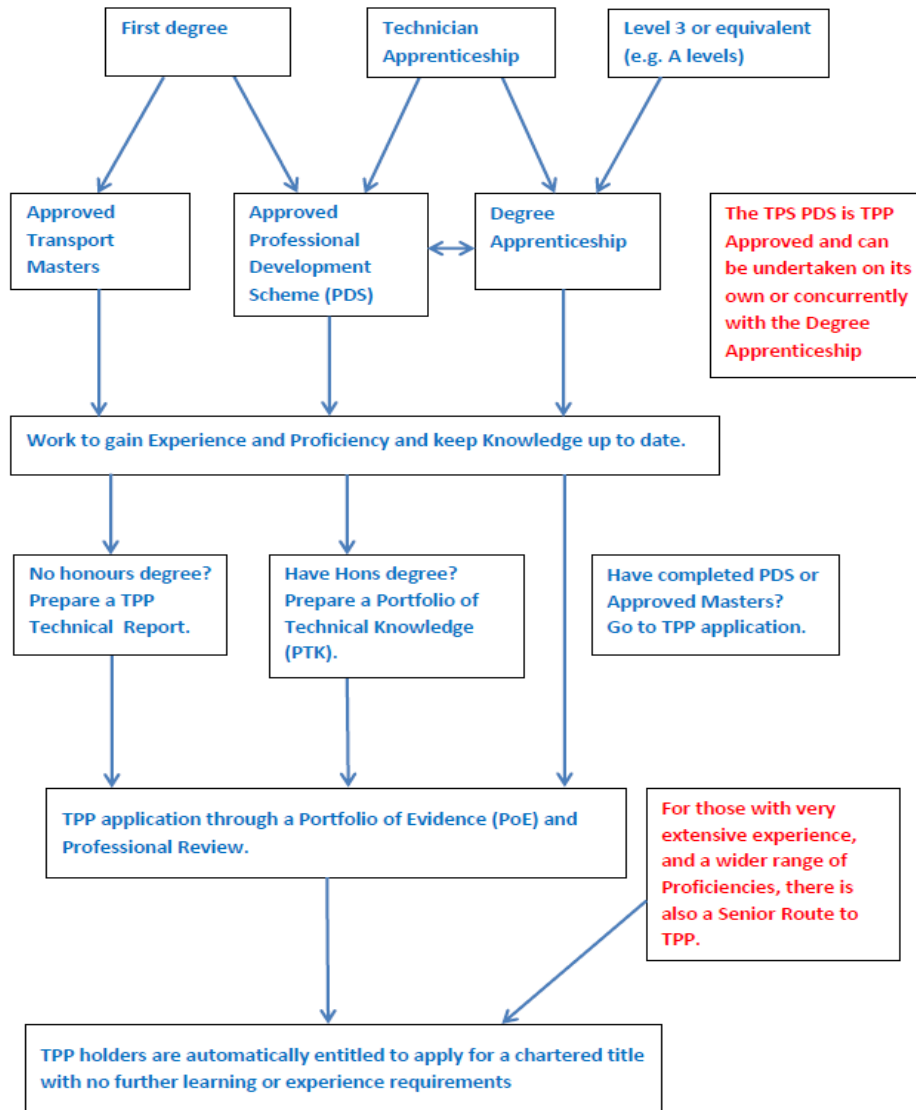 First degree
Technician
Apprenticeship
Level 3 or equivalent
(e.g. A levels)
Approved
Transport
Masters
Approved
Professional
Development
Scheme (PDS)
Degree
Apprenticeship
The TPS PDS is TPP
Approved and can
be undertaken on its
own or concurrently
with the Degree
Apprenticeship
Work to gain Experience and Proficiency and keep Knowledge up to date.
No honours degree?
Prepare a TPP
Technical Report.
Have Hons degree?
Prepare a Portfolio of
Technical Knowledge
(PTK).
Have completed PDS or
Approved Masters?
Go to TPP application.
TPP application through a Portfolio of Evidence (PoE) and
Professional Review.
For those with very
extensive experience,
and a wider range of
Proficiencies, there is
also a Senior Route to
TPP.
TPP holders are automatically entitled to apply for a chartered title
with no further learning or experience requirements